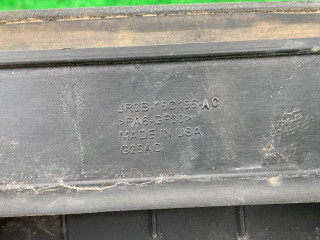 JR3B-16C195-AC
>PA6-GF30<
MADE IN USA
G25AC